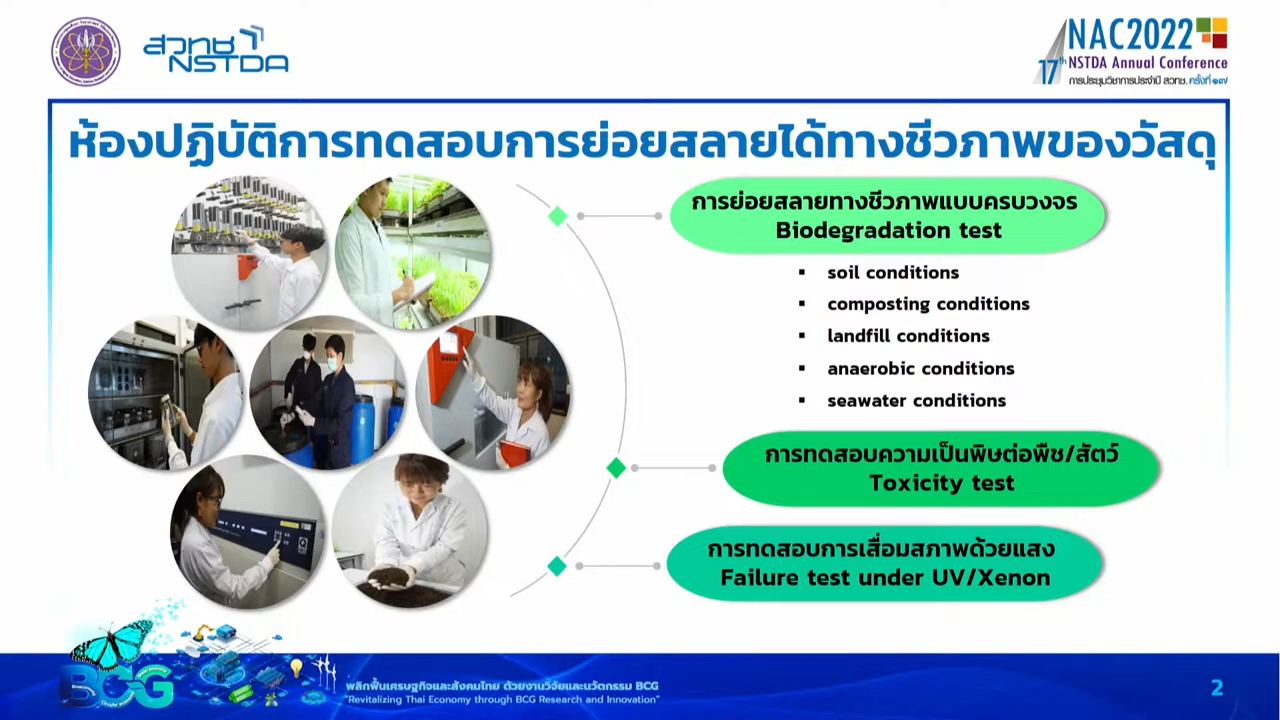 สวทช
NSTDA
NAC2022
17th NSTDA Annual Conference
การประชุมวิชาการประจำปี สวทช. ครั้งที่ ๑๗
ห้องปฏิบัติการทดสอบการย่อยสลายได้ทางชีวภาพของวัสดุ
การย่อยสลายทางชีวภาพแบบครบวงจร
Biodegradation test
▪ soil conditions
▪ composting conditions
▪ landfill conditions
▪ anaerobic conditions
▪ seawater conditions
การทดสอบความเป็นพิษต่อพืช/สัตว์
Toxicity test
การทดสอบการเสื่อมสภาพด้วยแสง
Failure test under UV/Xenon
BCG
พลิกฟื้นเศรษฐกิจและสังคมไทย ด้วยงานวิจัยและนวัตกรรม BCG
"Revitalizing Thai Economy through BCG Research and Innovation"
2